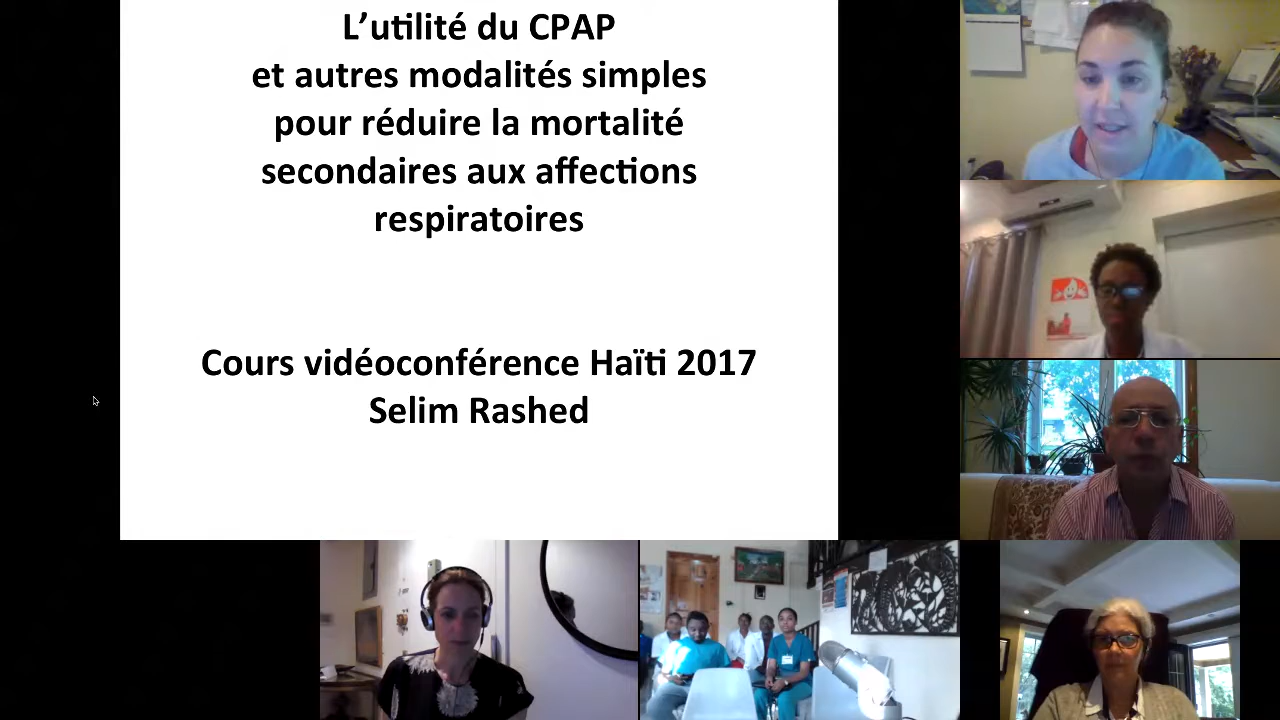 L'utilité du CPAP
et autres modalités simples
pour réduire la mortalité
secondaires aux affections
respiratoires
Cours vidéoconférence Haïti 2017
Selim Rashed